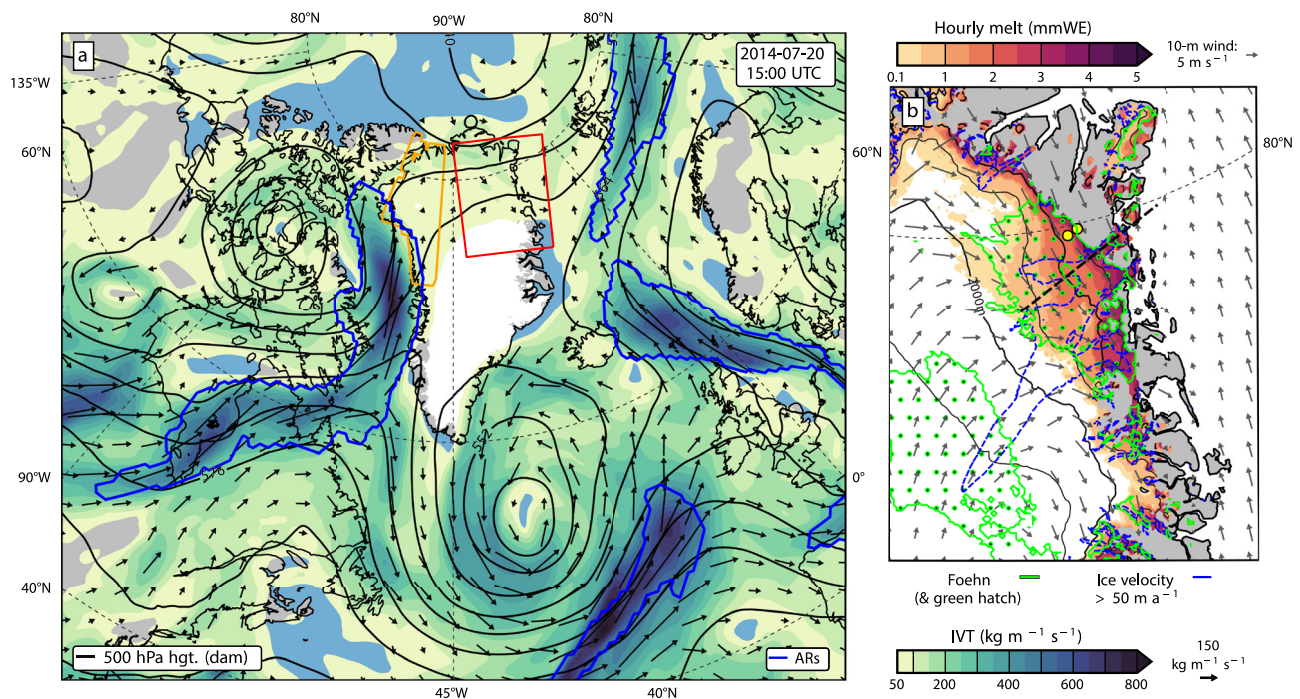 80°N
90°W
80°N
a
2014-07-20
15:00 UTC
135°W
60°N
60°N
90°W
0°
40°N
500 hPa hgt. (dam)
ARs
45°W
40°N
Hourly melt (mmWE)
0.1 1 2 3 4 5
10-m wind:
5 m s⁻¹
b
80°N
Foehn
(& green hatch)
Ice velocity
> 50 m a⁻¹
IVT (kg m ⁻¹ s⁻¹)
50 200 400 600 800
150
kg m⁻¹ s⁻¹